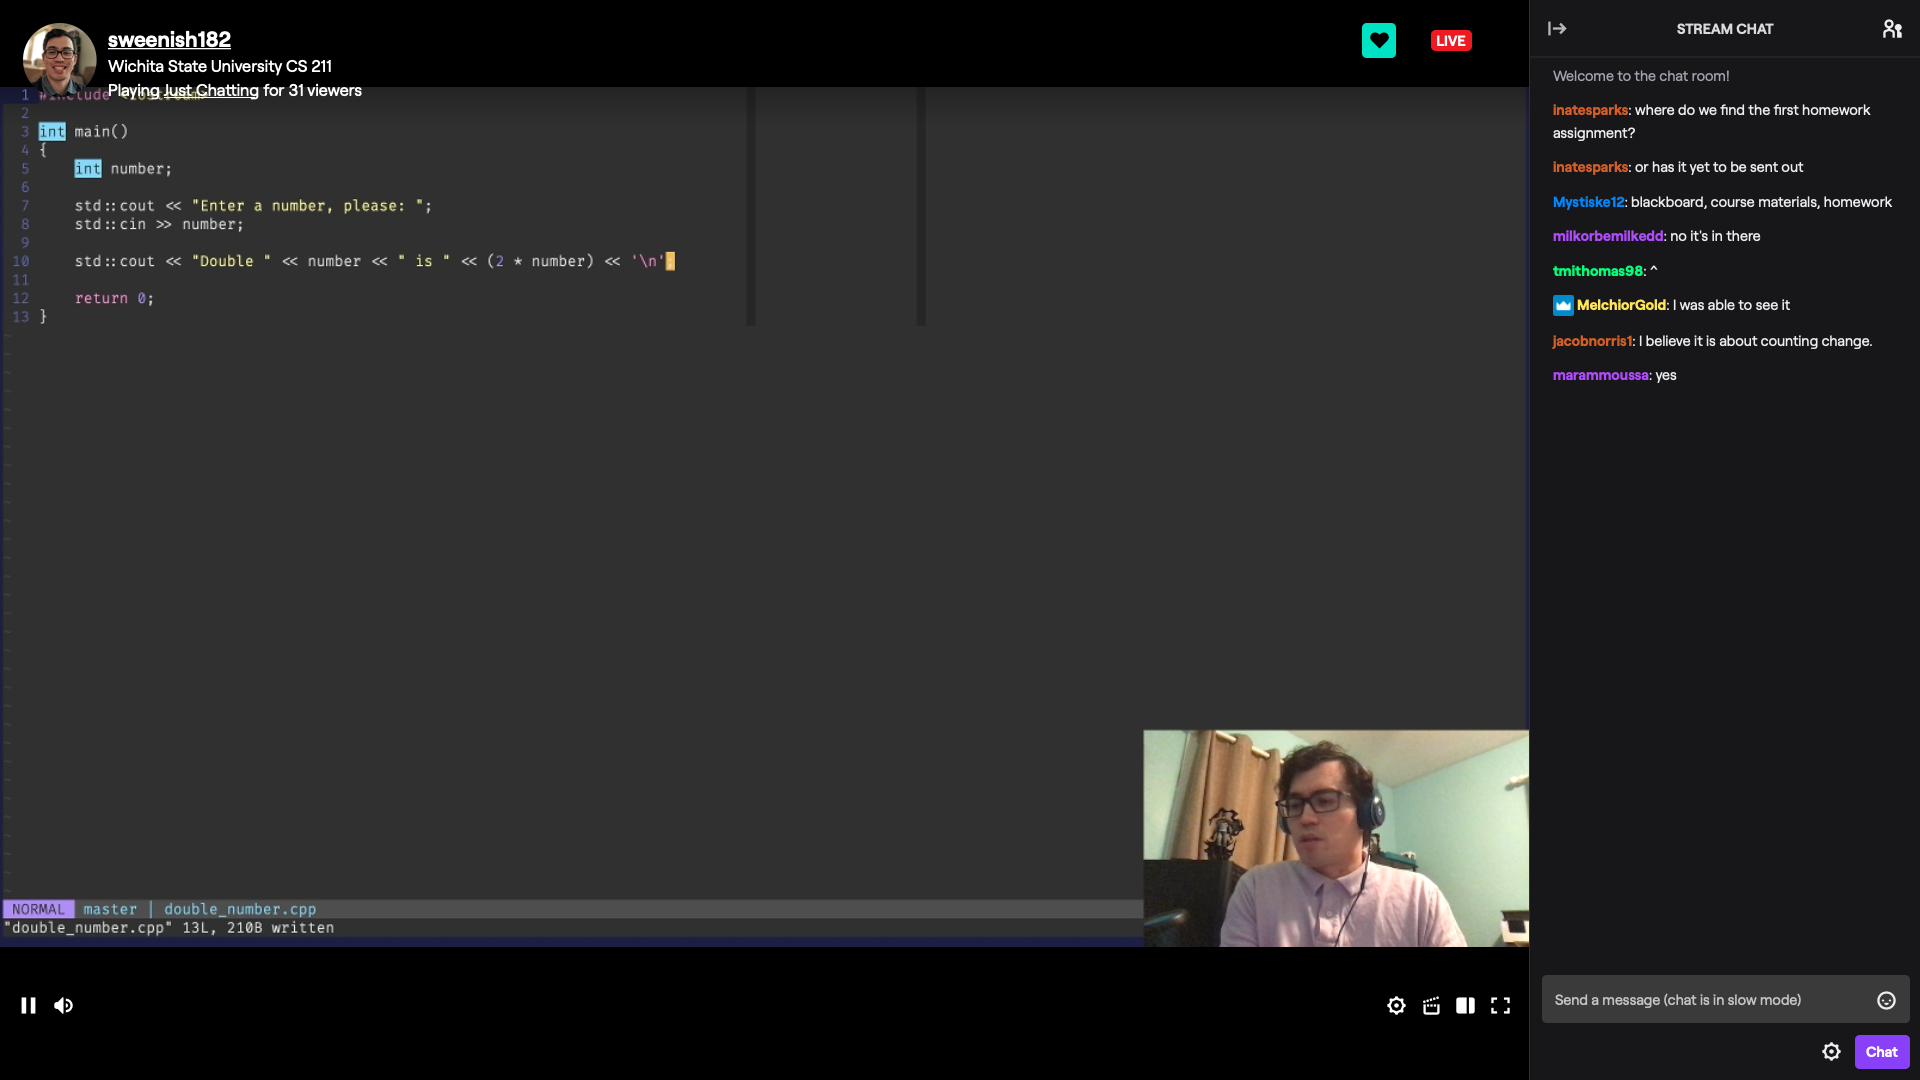 sweenish182
Wichita State University CS 211
Playing Just Chatting for 31 viewers
LIVE
1 #include <iostream>
2
3 int main()
4 {
5 int number;
6
7 std::cout << "Enter a number, please: ";
8 std::cin >> number;
9
10 std::cout << "Double " << number << " is " << (2 * number) << '\n';
11
12 return 0;
13 }
NORMAL master | double_number.cpp
"double_number.cpp" 13L, 210B written
STREAM CHAT
Welcome to the chat room!
inatesparks: where do we find the first homework
assignment?
inatesparks: or has it yet to be sent out
Mystiske12: blackboard, course materials, homework
milkorbemilkedd: no it's in there
tmithomas98: ^
MelchiorGold: I was able to see it
jacobnorris1: I believe it is about counting change.
marammoussa: yes
Send a message (chat is in slow mode)
Chat